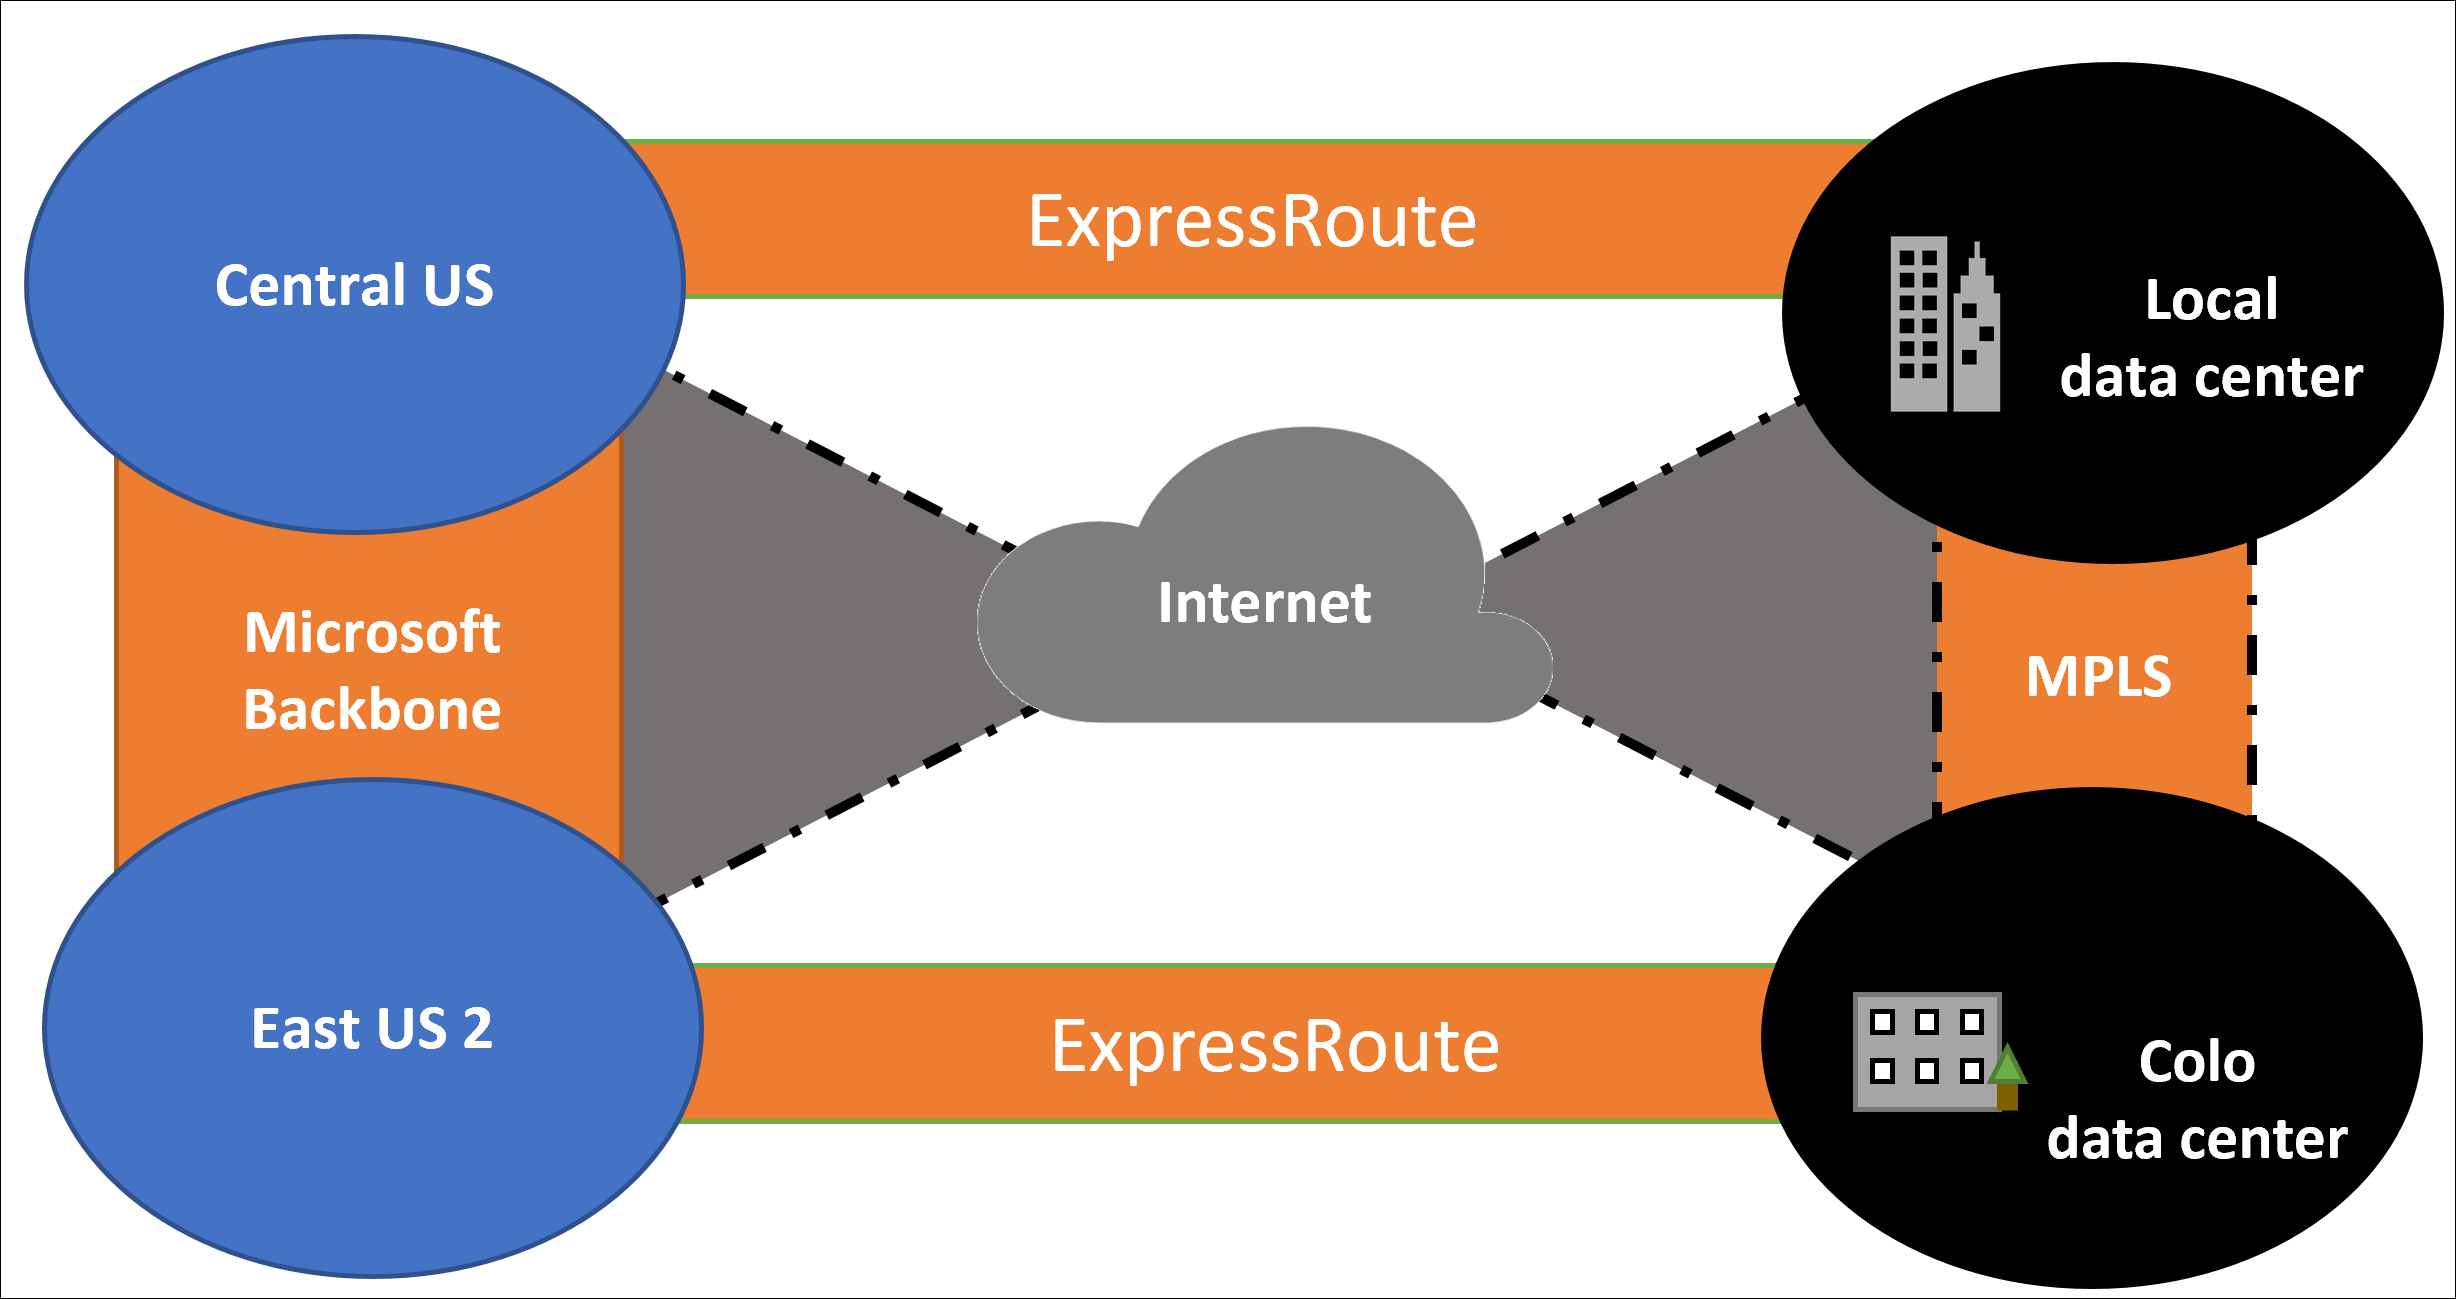 ExpressRoute
Central US
Local
data center
Internet
Microsoft
Backbone
MPLS
East US 2
ExpressRoute
Colo
data center